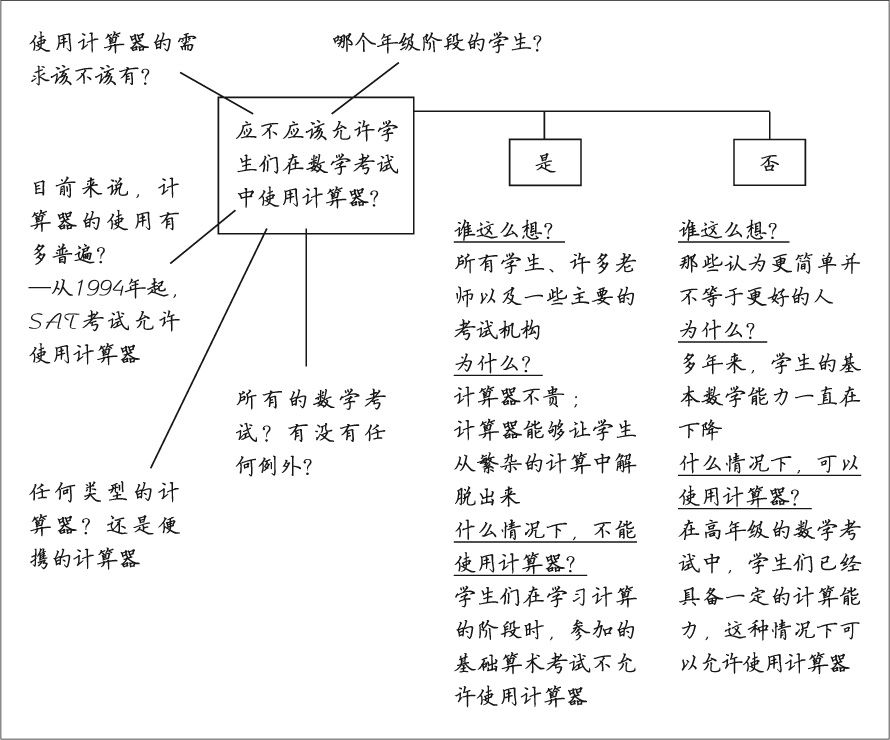 使用计算器的需
求该不该有？
哪个年级阶段的学生？
应不应该允许学
生们在数学考试
中使用计算器？
目前来说，计
算器的使用有
多普遍？
—从1994年起，
SAT考试允许
使用计算器
所有的数学考
试？有没有任
何例外？
任何类型的计
算器？还是便
携的计算器
是
谁这么想？
所有学生、许多老
师以及一些主要的
考试机构
为什么？
计算器不贵；
计算器能够让学生
从繁杂的计算中解
脱出来
什么情况下，不能
使用计算器？
学生们在学习计算
的阶段时，参加的
基础算术考试不允
许使用计算器
否
谁这么想？
那些认为更简单并
不等于更好的人
为什么？
多年来，学生的基
本数学能力一直在
下降
什么情况下，可以
使用计算器？
在高年级的数学考
试中，学生们已经
具备一定的计算能
力，这种情况下可
以允许使用计算器